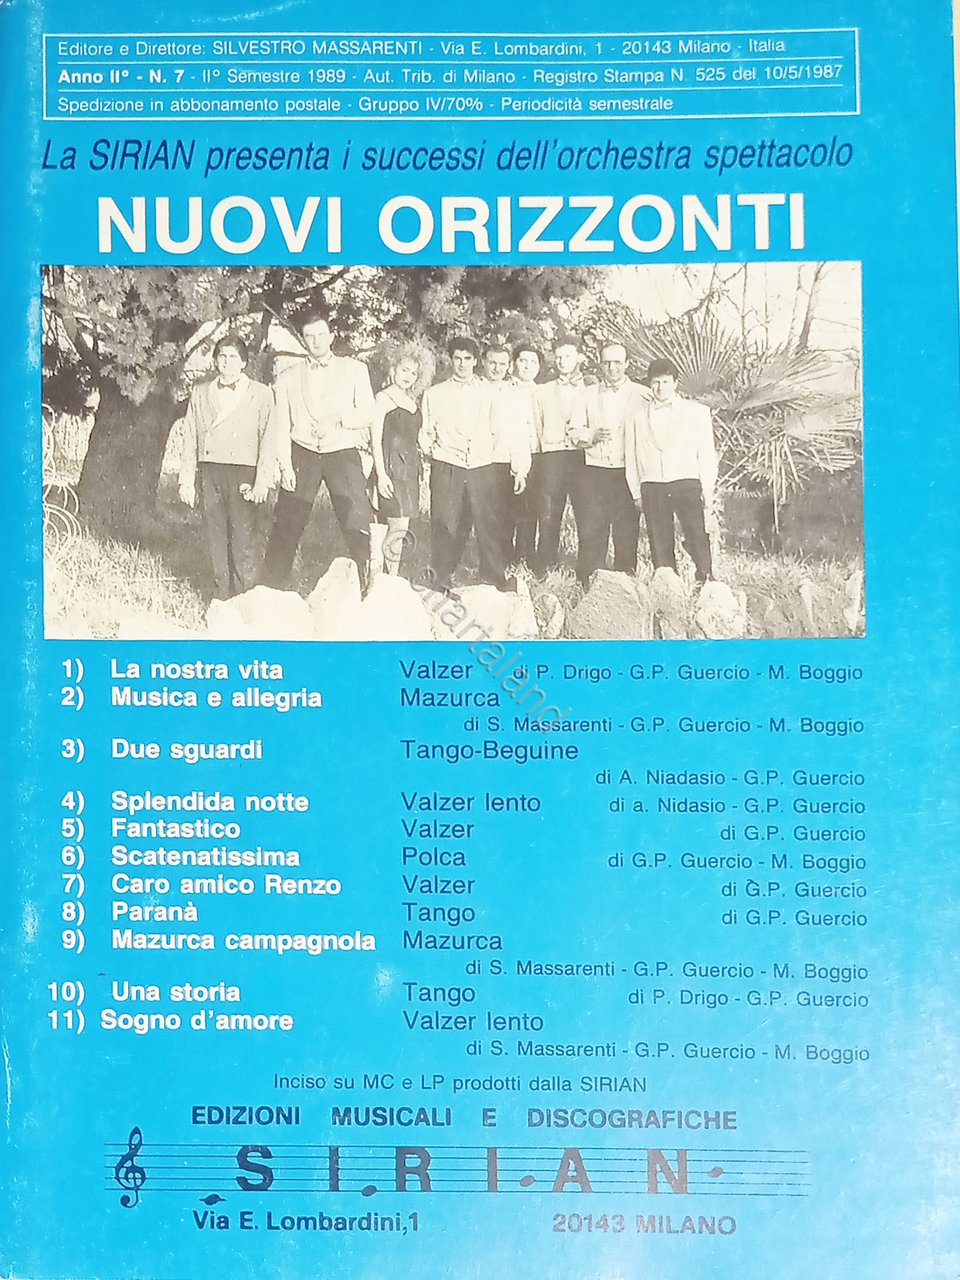 Editore e Direttore: SILVESTRO MASSARENTI - Via E. Lombardini, 1 - 20143 Milano - Italia
Anno II° - N. 7 - II° Semestre 1989 - Aut. Trib. di Milano - Registro Stampa N. 525 del 10/5/1987
Spedizione in abbonamento postale - Gruppo IV/70% - Periodicità semestrale
La SIRIAN presenta i successi dell'orchestra spettacolo
NUOVI ORIZZONTI
© chartaland
1) La nostra vita Valzer di P. Drigo - G.P. Guercio - M. Boggio
2) Musica e allegria Mazurca
di S. Massarenti - G.P. Guercio - M. Boggio
3) Due sguardi Tango-Beguine
di A. Niadasio - G.P. Guercio
4) Splendida notte Valzer lento di a. Nidasio - G.P. Guercio
5) Fantastico Valzer di G.P. Guercio
6) Scatenatissima Polca di G.P. Guercio - M. Boggio
7) Caro amico Renzo Valzer di G.P. Guercio
8) Paranà Tango di G.P. Guercio
9) Mazurca campagnola Mazurca
di S. Massarenti - G.P. Guercio - M. Boggio
10) Una storia Tango di P. Drigo - G.P. Guercio
11) Sogno d'amore Valzer lento
di S. Massarenti - G.P. Guercio - M. Boggio
Inciso su MC e LP prodotti dalla SIRIAN
EDIZIONI MUSICALI E DISCOGRAFICHE
S I R I A N
Via E. Lombardini,1 20143 MILANO